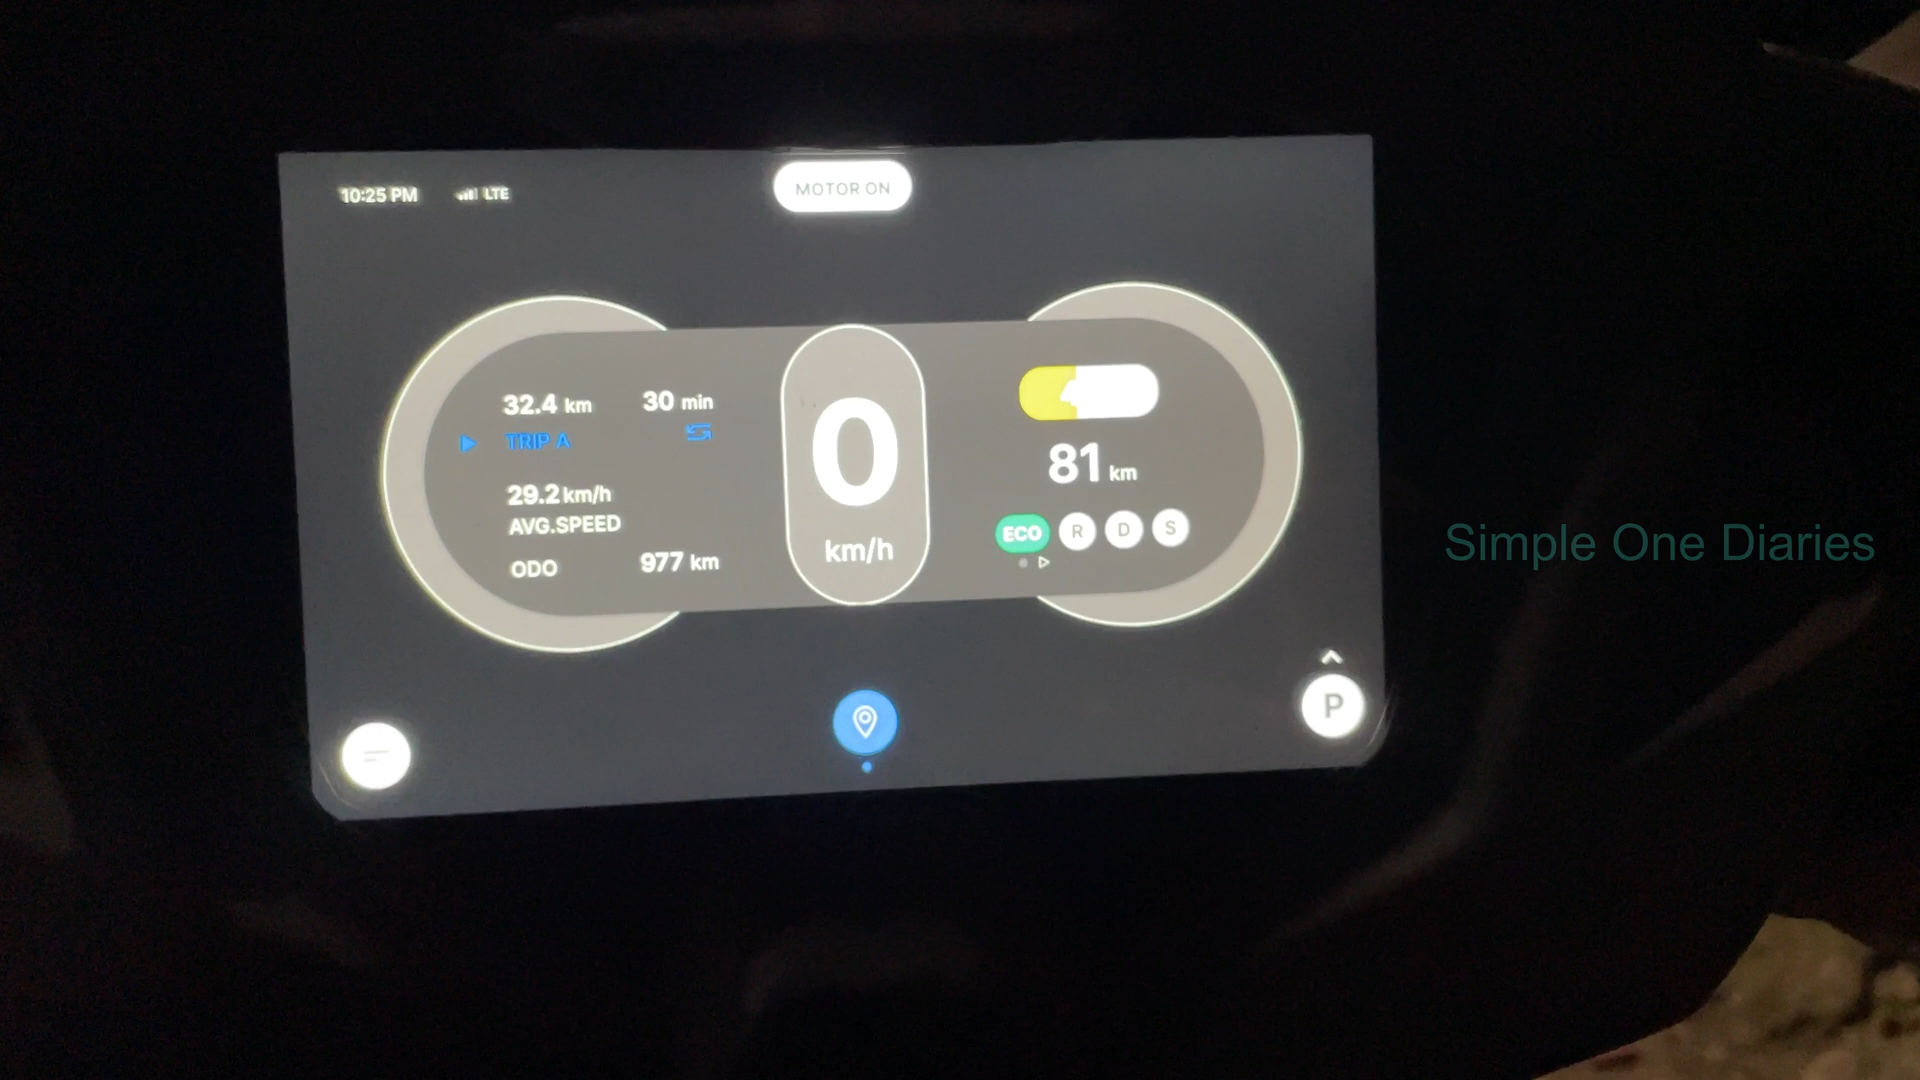 10:25 PM LTE
MOTOR ON
32.4 km 30 min
TRIP A
29.2 km/h
AVG.SPEED
ODO 977 km
0
km/h
81 km
ECO R D S
P
Simple One Diaries